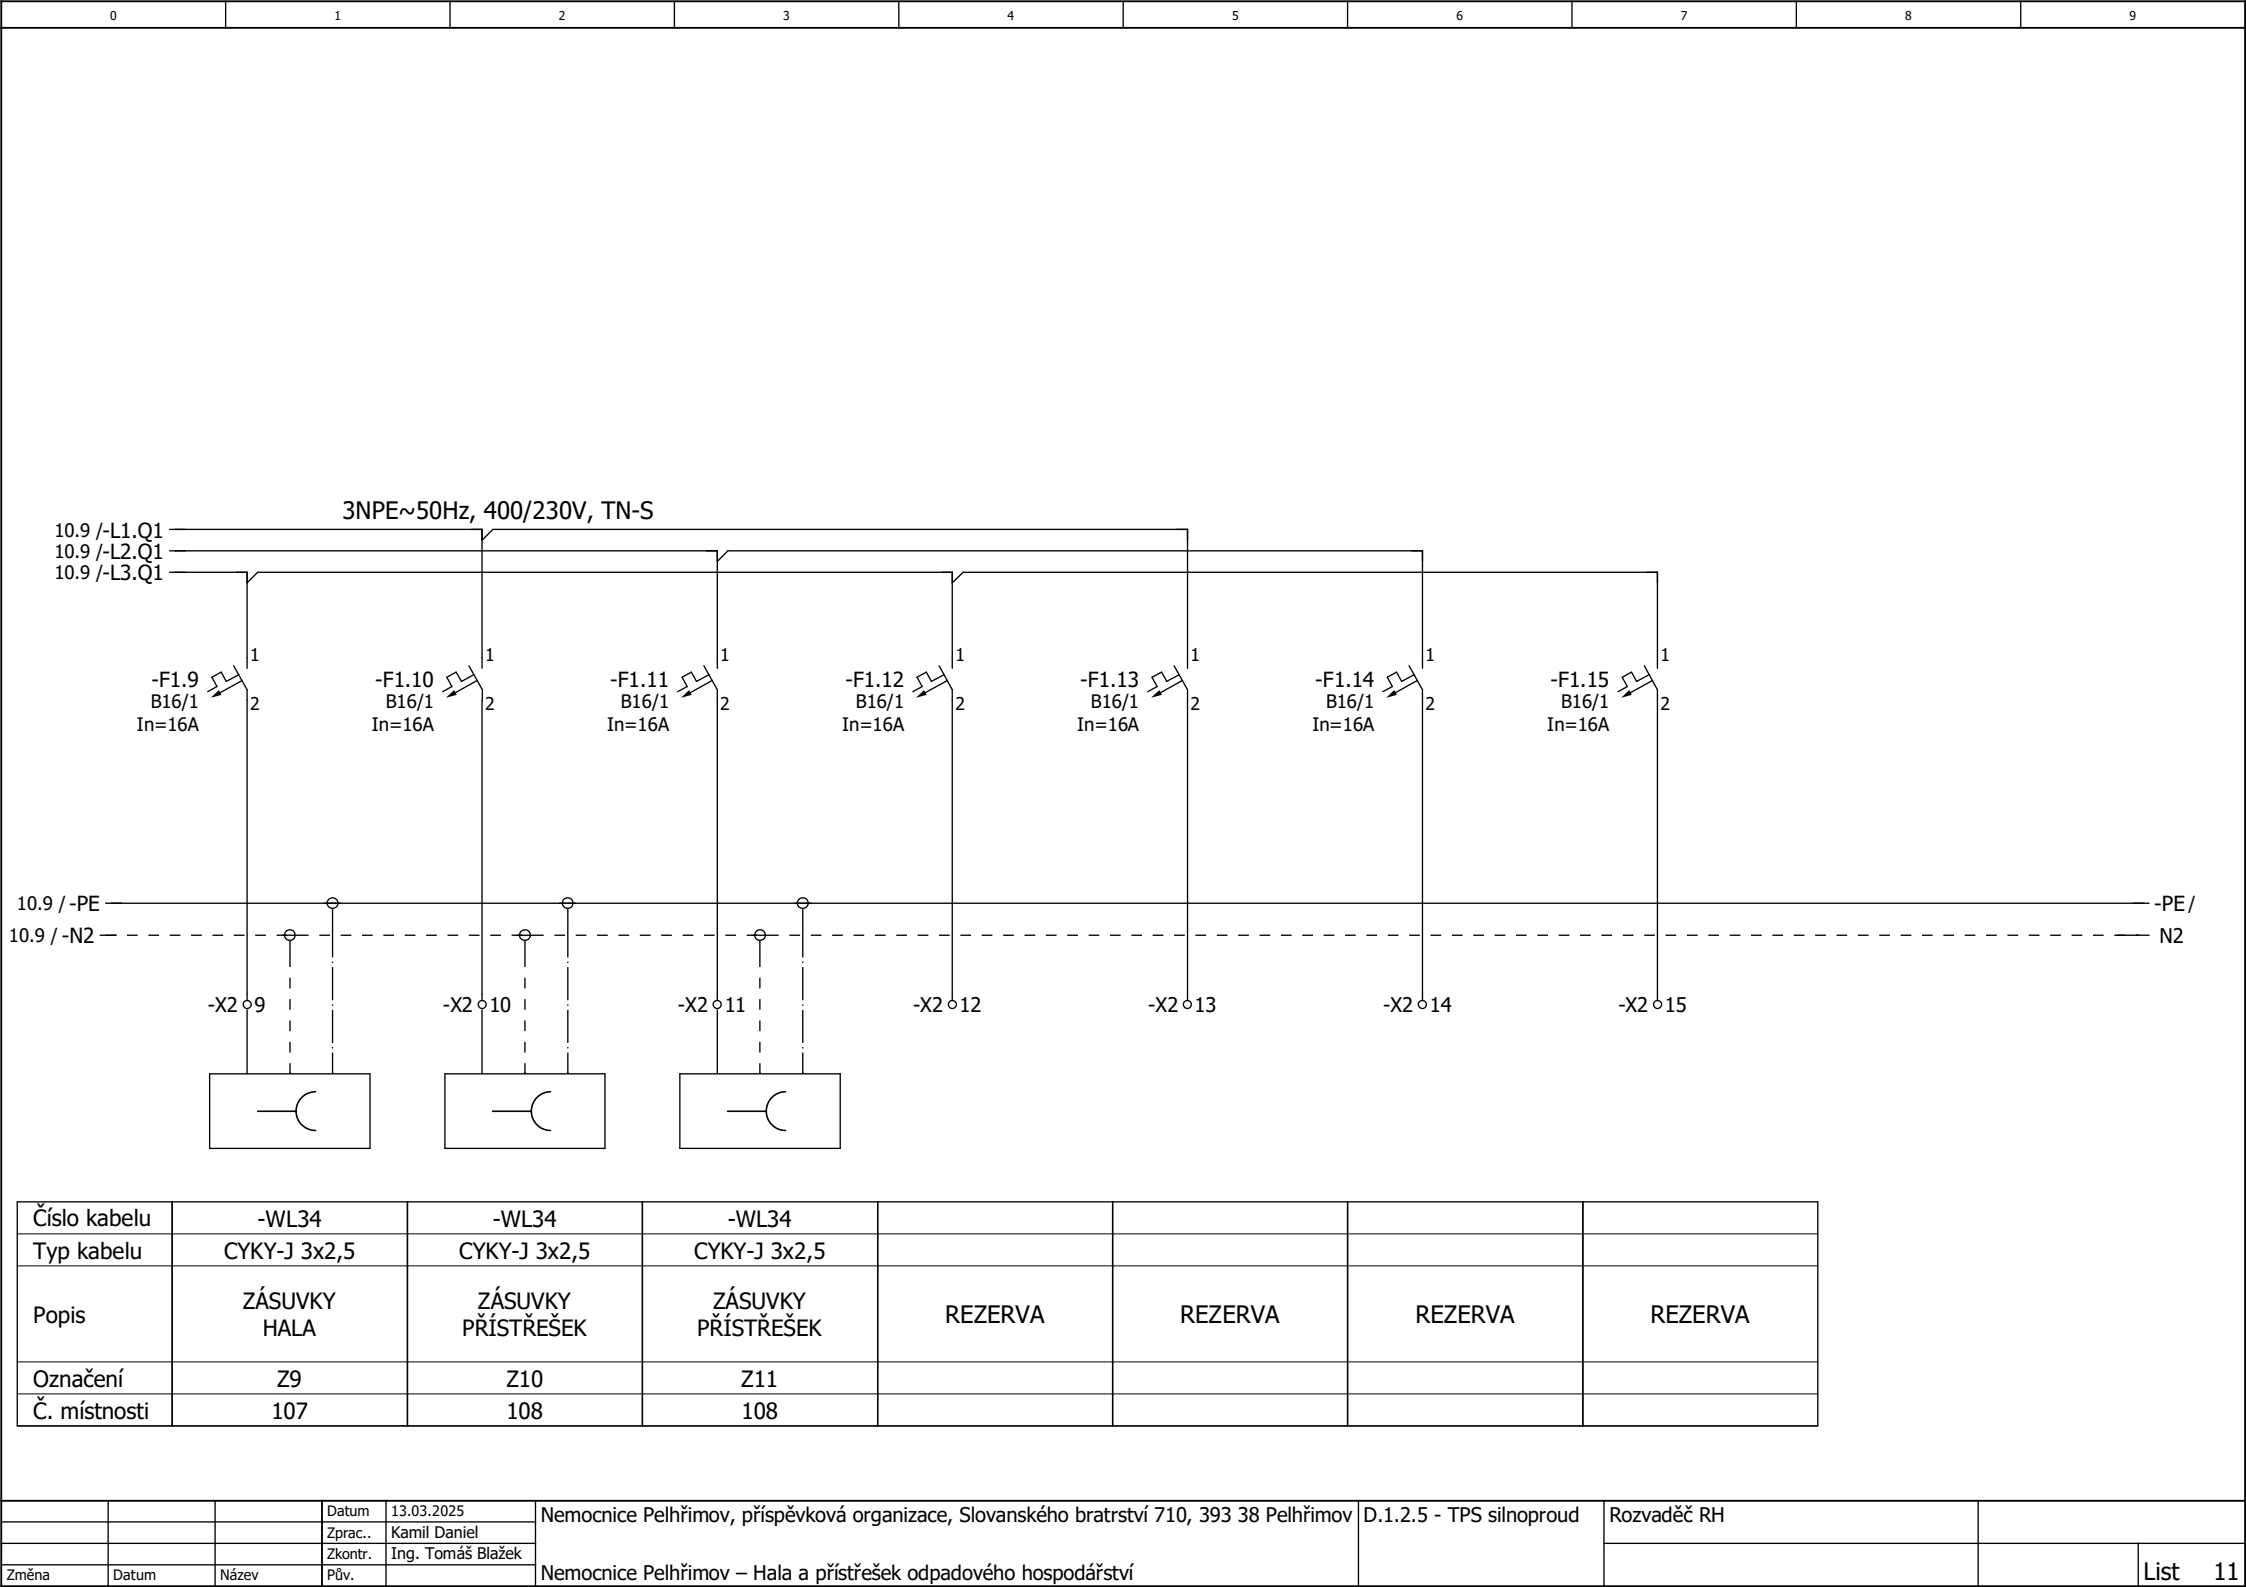 0 1 2 3 4 5 6 7 8 9
3NPE~50Hz, 400/230V, TN-S
10.9 /-L1.Q1
10.9 /-L2.Q1
10.9 /-L3.Q1
1 1 1 1 1 1 1
-F1.9 -F1.10 -F1.11 -F1.12 -F1.13 -F1.14 -F1.15
B16/1 2 B16/1 2 B16/1 2 B16/1 2 B16/1 2 B16/1 2 B16/1 2
In=16A In=16A In=16A In=16A In=16A In=16A In=16A
10.9 / -PE -PE /
10.9 / -N2 N2
-X2 9 -X2 10 -X2 11 -X2 12 -X2 13 -X2 14 -X2 15
Číslo kabelu -WL34 -WL34 -WL34
Typ kabelu CYKY-J 3x2,5 CYKY-J 3x2,5 CYKY-J 3x2,5
Popis ZÁSUVKY HALA ZÁSUVKY PŘÍSTŘEŠEK ZÁSUVKY PŘÍSTŘEŠEK REZERVA REZERVA REZERVA REZERVA
Označení Z9 Z10 Z11
Č. místnosti 107 108 108
Datum 13.03.2025 Nemocnice Pelhřimov, příspěvková organizace, Slovanského bratrství 710, 393 38 Pelhřimov D.1.2.5 - TPS silnoproud Rozvaděč RH
Zprac.. Kamil Daniel
Zkontr. Ing. Tomáš Blažek
Změna Datum Název Pův. Nemocnice Pelhřimov – Hala a přístřešek odpadového hospodářství List 11